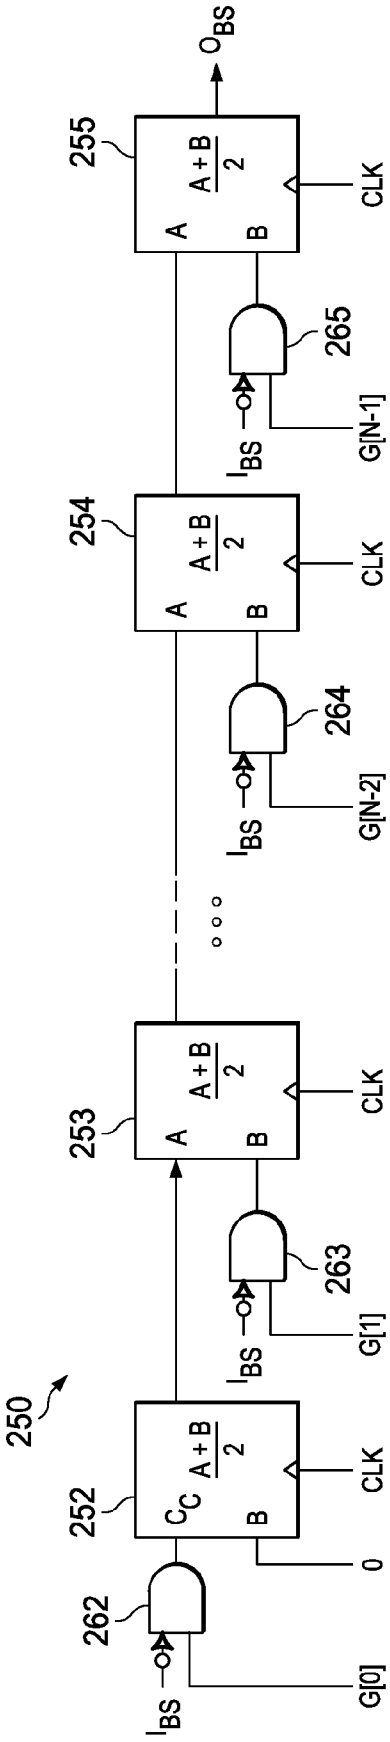 250
252
253
254
255
262
263
264
265
I_BS
G[0]
C_C
A + B
2
B
0
CLK
I_BS
G[1]
A
A + B
2
B
CLK
I_BS
G[N-2]
A
A + B
2
B
CLK
I_BS
G[N-1]
A
A + B
2
B
CLK
O_BS